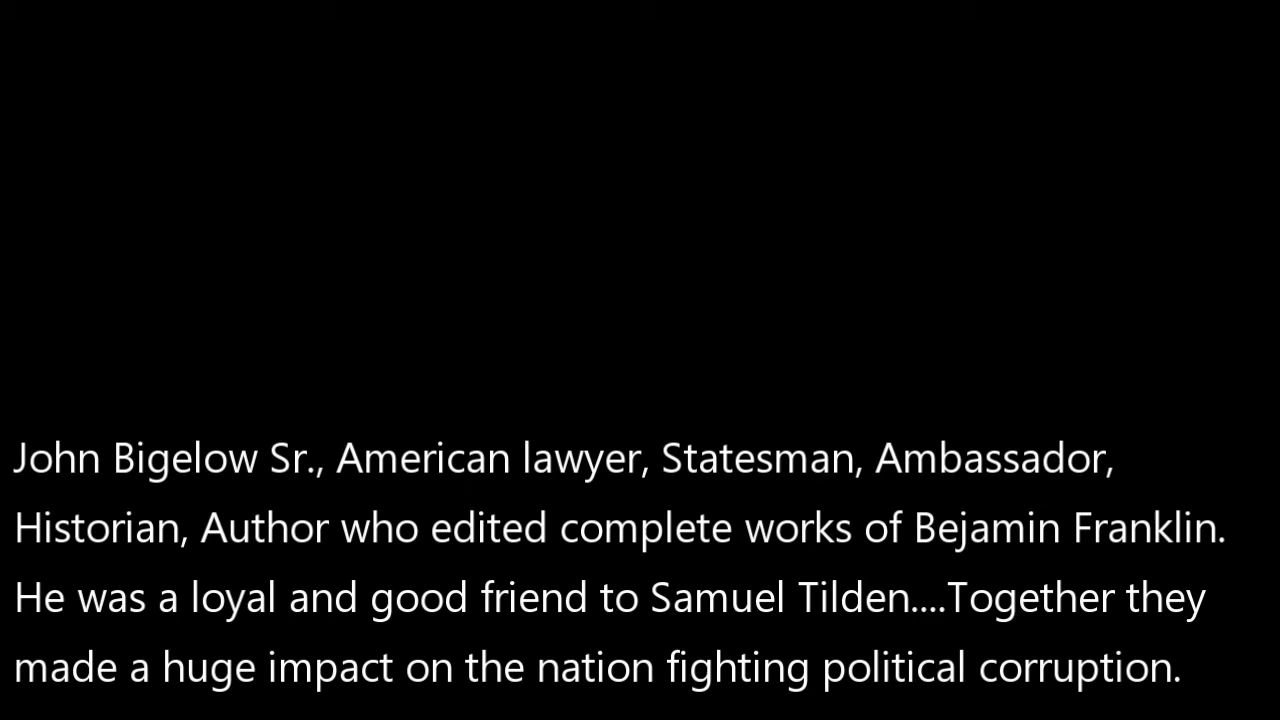 John Bigelow Sr., American lawyer, Statesman, Ambassador,
Historian, Author who edited complete works of Bejamin Franklin.
He was a loyal and good friend to Samuel Tilden....Together they
made a huge impact on the nation fighting political corruption.